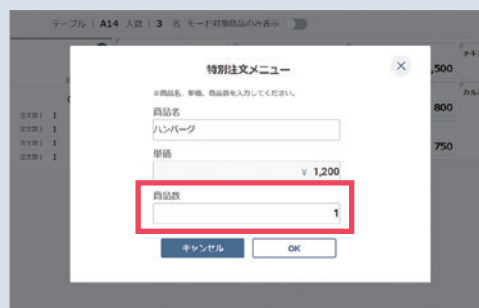 テーブル | A14 人数 | 3 名 モード対象商品のみ表示
特別注文メニュー
※商品名、単価、商品数を入力してください。
商品名
ハンバーグ
単価
¥ 1,200
商品数
1
キャンセル OK
注文数 | 1
注文数 | 1
注文数 | 1
注文数 | 1
,500
800
750
チキン